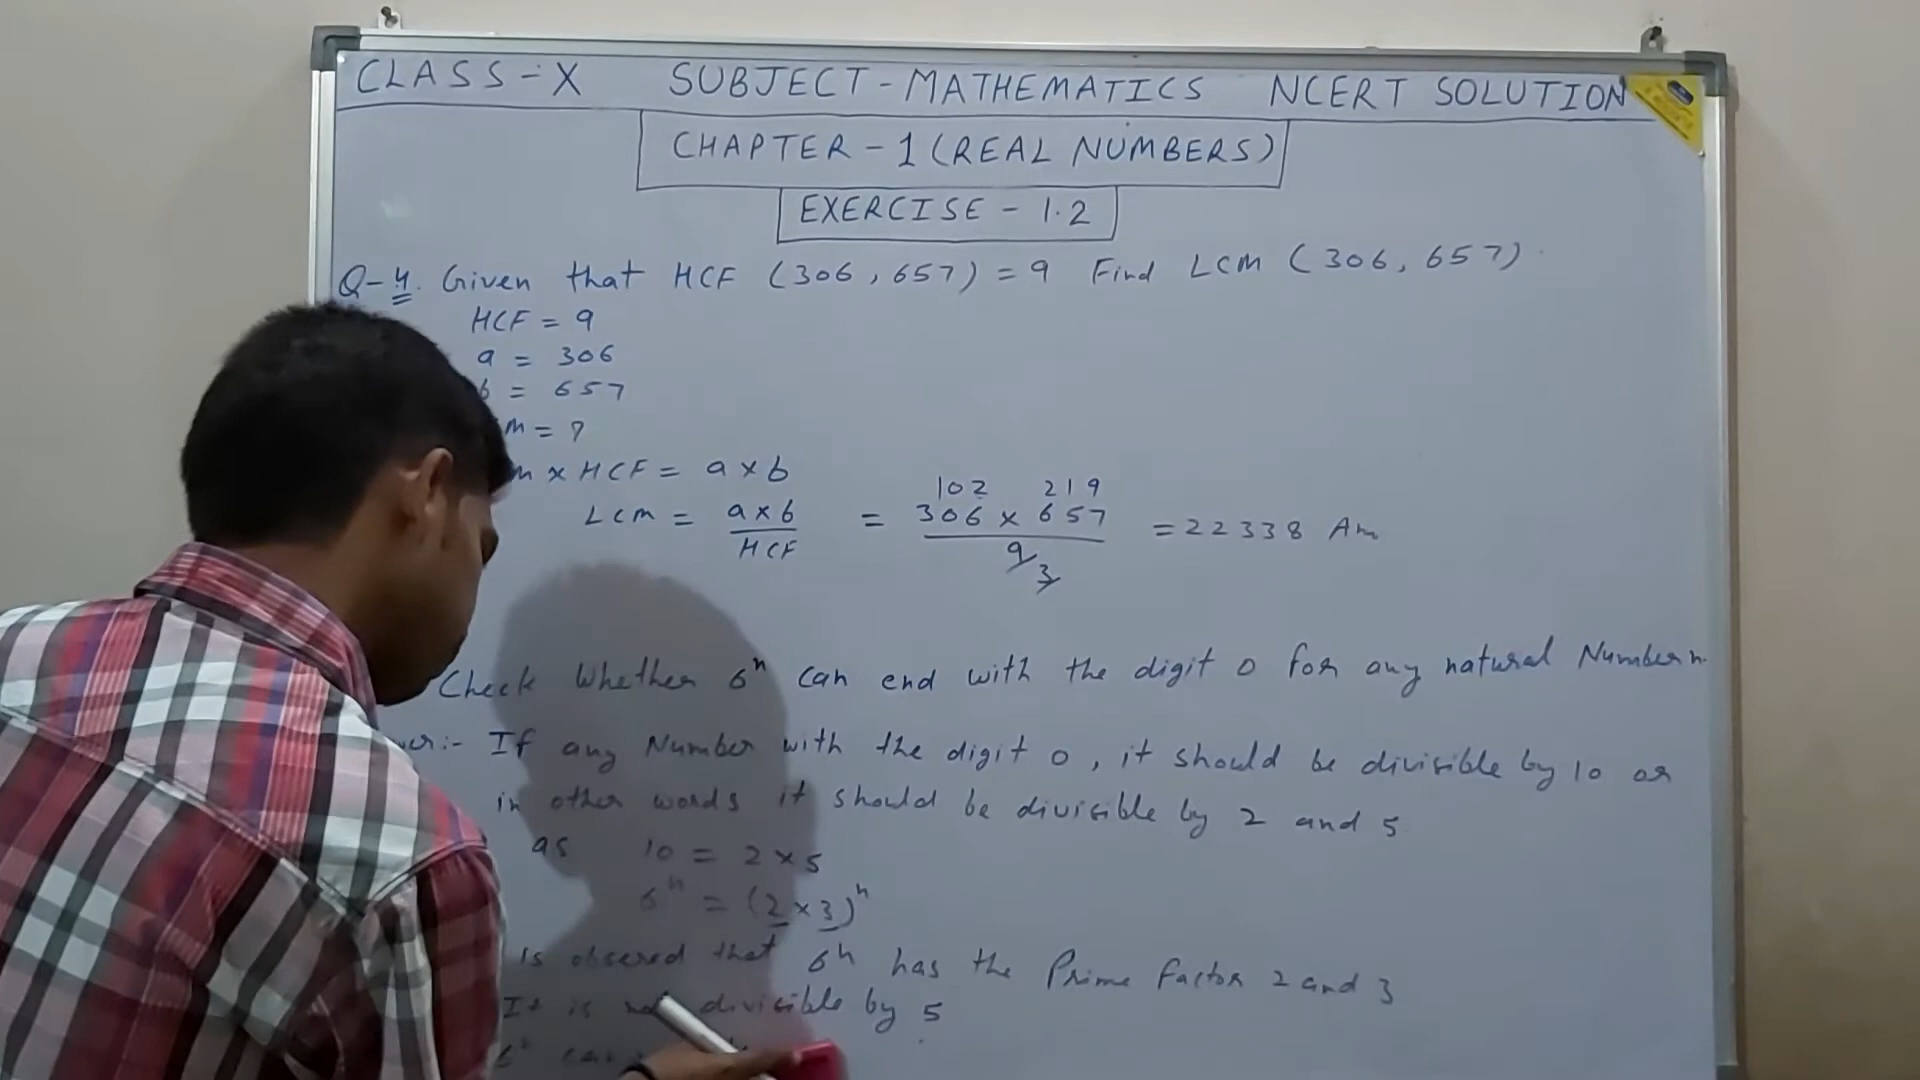 CLASS-X SUBJECT-MATHEMATICS NCERT SOLUTION
CHAPTER-1 (REAL NUMBERS)
EXERCISE-1.2
Q-4. Given that HCF (306, 657) = 9 Find LCM (306, 657).
HCF = 9
a = 306
b = 657
m = ?
m × HCF = a × b
102 219
LCM = a×b / HCF = 306 × 657 / 9 = 22338 Ans
3
Check Whether 6ⁿ can end with the digit 0 for any natural Number n.
wer:- If any Number with the digit 0, it should be divisible by 10 or
in other words it should be divisible by 2 and 5
as 10 = 2×5
6ⁿ = (2×3)ⁿ
is obsered that 6ⁿ has the Prime factor 2 and 3
It is not divisible by 5